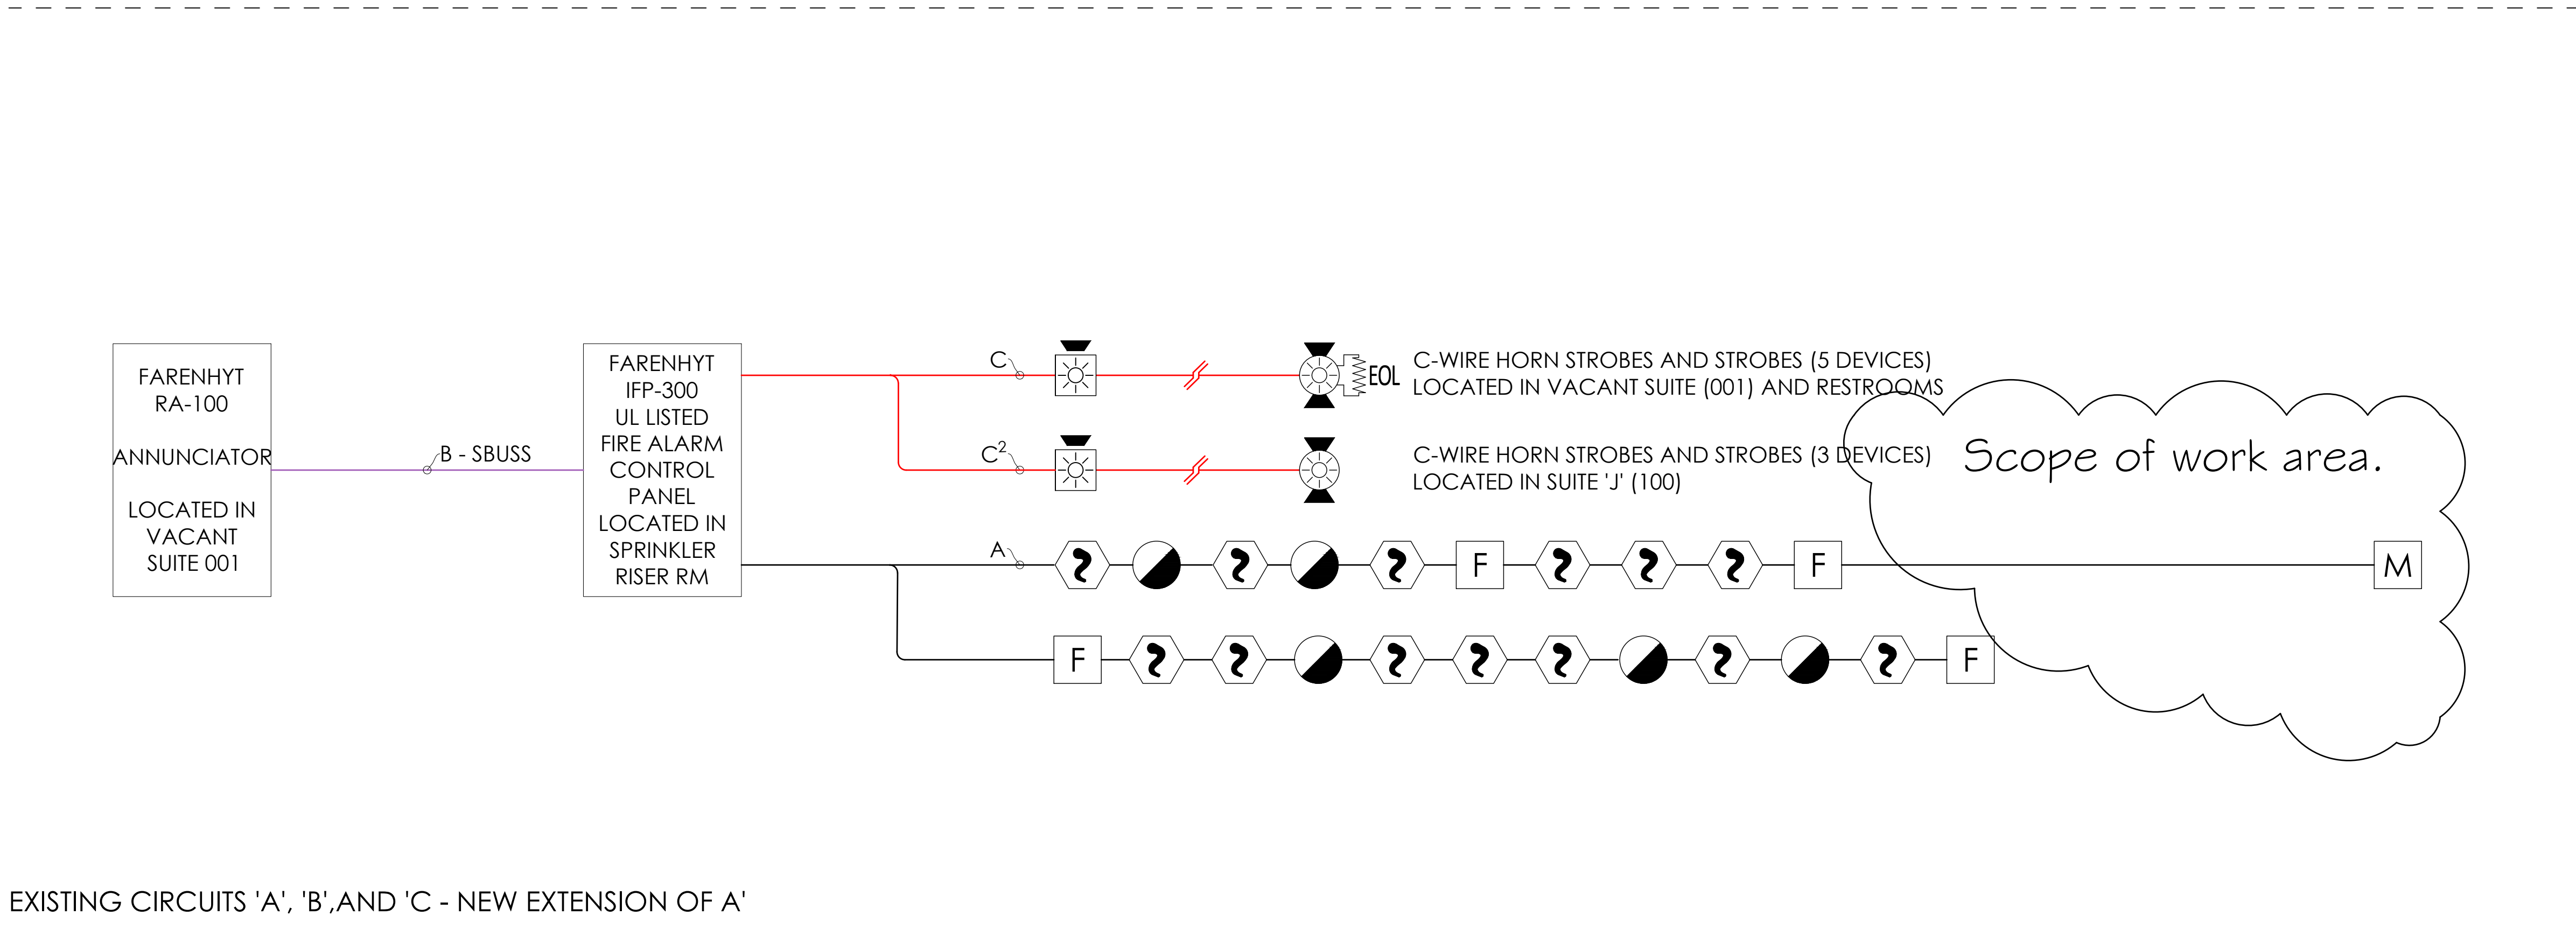 FARENHYT
RA-100
ANNUNCIATOR
LOCATED IN
VACANT
SUITE 001
B - SBUSS
FARENHYT
IFP-300
UL LISTED
FIRE ALARM
CONTROL
PANEL
LOCATED IN
SPRINKLER
RISER RM
C
EOL
C-WIRE HORN STROBES AND STROBES (5 DEVICES)
LOCATED IN VACANT SUITE (001) AND RESTROOMS
C²
C-WIRE HORN STROBES AND STROBES (3 DEVICES)
LOCATED IN SUITE 'J' (100)
Scope of work area.
A
F
F
M
F
F
EXISTING CIRCUITS 'A', 'B',AND 'C - NEW EXTENSION OF A'